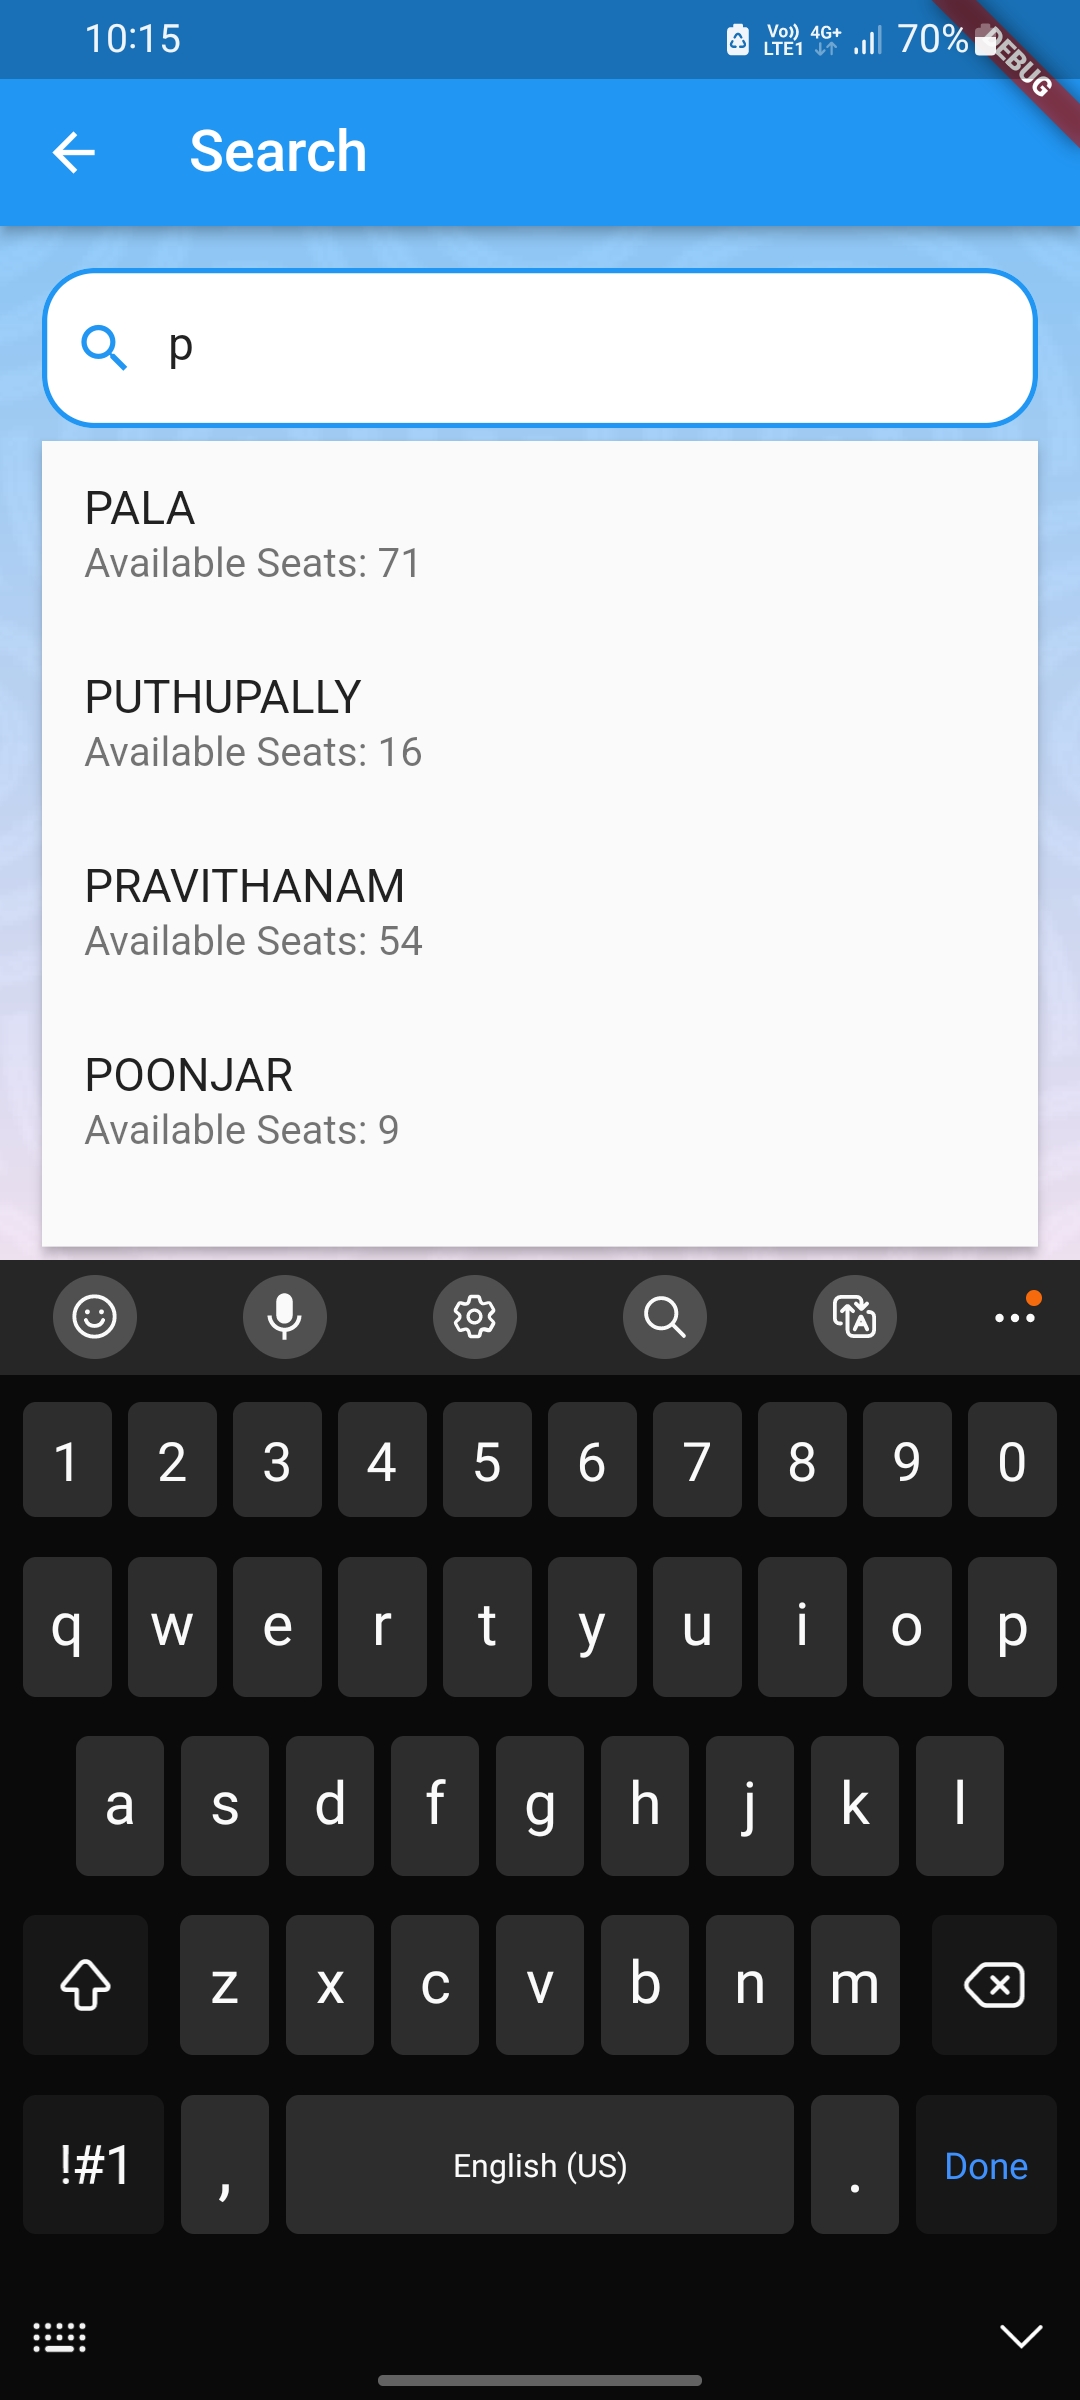 10:15
Vo)) LTE1 4G+ 70%
DEBUG
Search
p
PALA
Available Seats: 71
PUTHUPALLY
Available Seats: 16
PRAVITHANAM
Available Seats: 54
POONJAR
Available Seats: 9
1 2 3 4 5 6 7 8 9 0
q w e r t y u i o p
a s d f g h j k l
z x c v b n m
!#1 , English (US) . Done